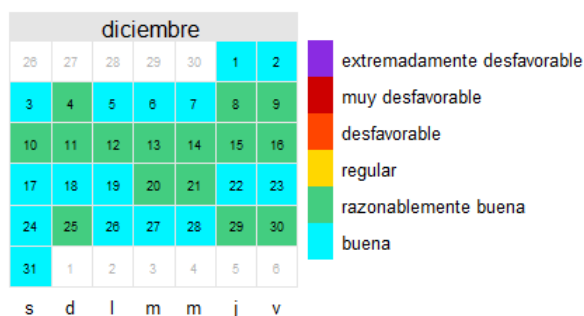 diciembre
26 27 28 29 30 1 2
3 4 5 6 7 8 9
10 11 12 13 14 15 16
17 18 19 20 21 22 23
24 25 26 27 28 29 30
31 1 2 3 4 5 6
s d l m m j v
extremadamente desfavorable
muy desfavorable
desfavorable
regular
razonablemente buena
buena